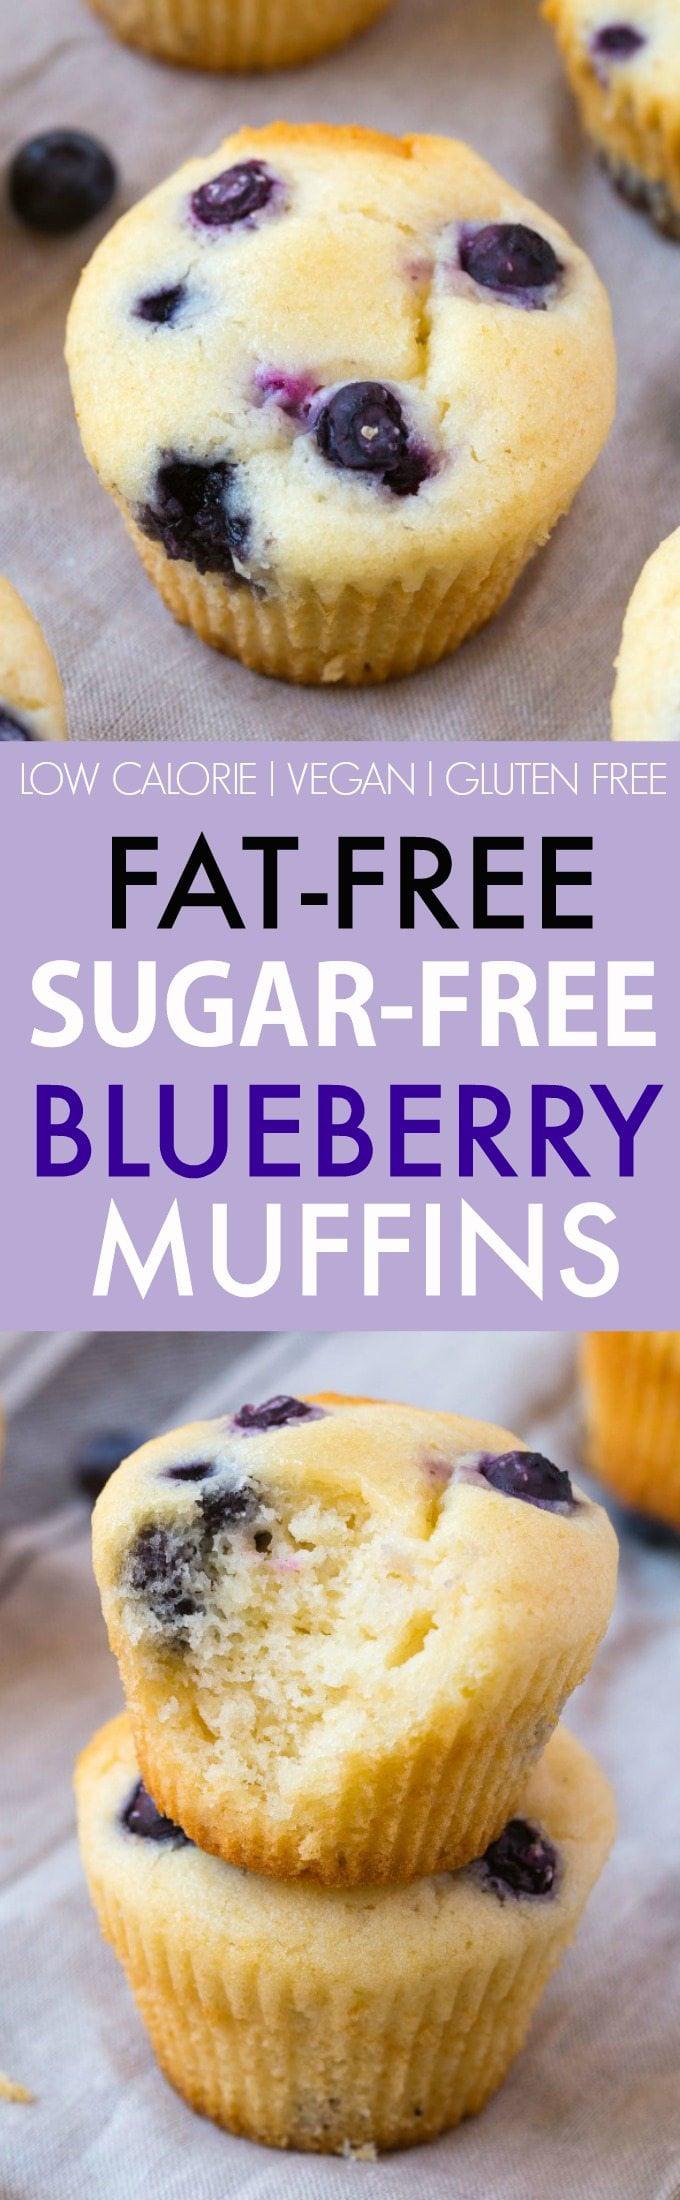 LOW CALORIE | VEGAN | GLUTEN FREE
FAT-FREE
SUGAR-FREE
BLUEBERRY
MUFFINS